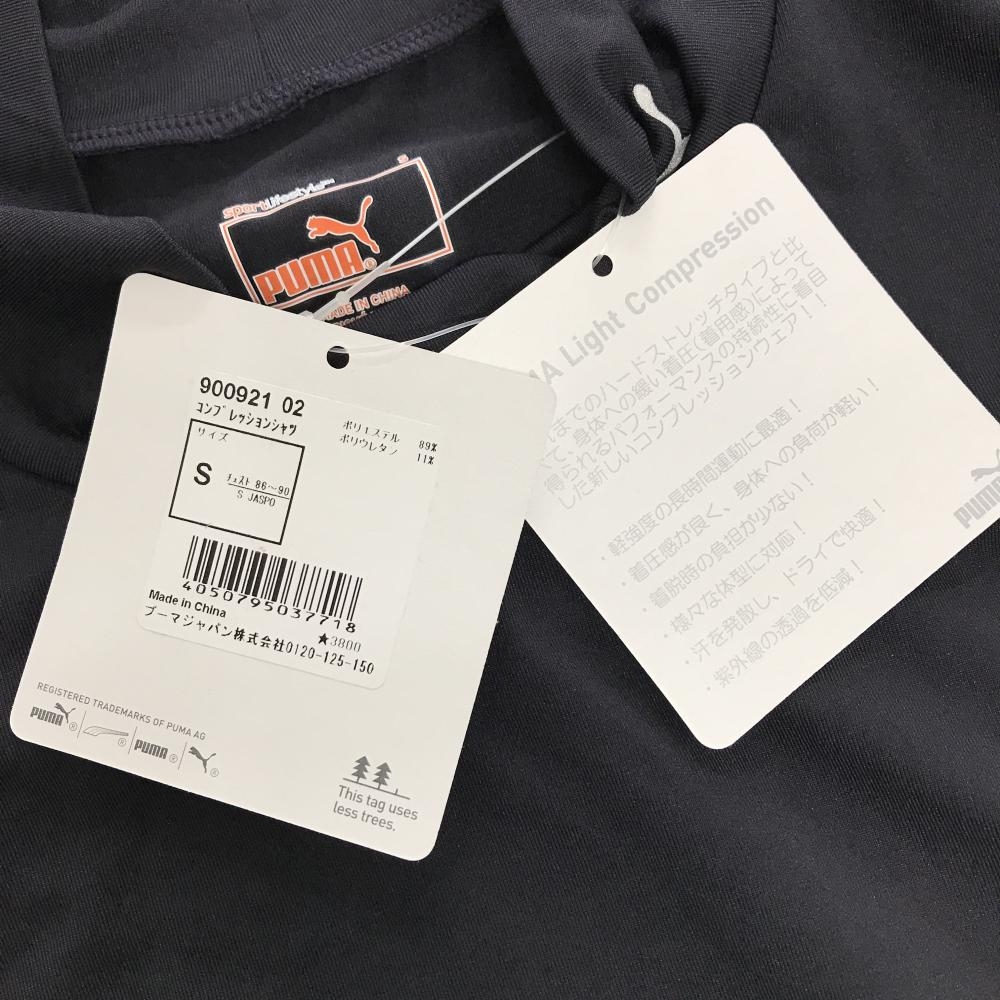 S
sportlifestyle™
PUMA®
MADE IN CHINA
900921 02
コンプレッションシャツ
サイズ
S
チェスト 86～90
S JASPO
ポリエステル 89%
ポリウレタン 11%
4050795037718
Made in China
★3800
プーマジャパン株式会社0120-125-150
REGISTERED TRADEMARKS OF PUMA AG
PUMA® ® PUMA® ®
This tag uses
less trees.
MA Light Compression
れまでのハードストレッチタイプと比
て、身体への緩い着圧(着用感)によって
得られるパフォーマンスの持続性に着目
した新しいコンプレッションウェア！
・軽強度の長時間運動に最適！
・着圧感が良く、身体への負荷が軽い！
・着脱時の負担が少ない！
・様々な体型に対応！
・汗を発散し、ドライで快適！
・紫外線の透過を低減！
PUMA